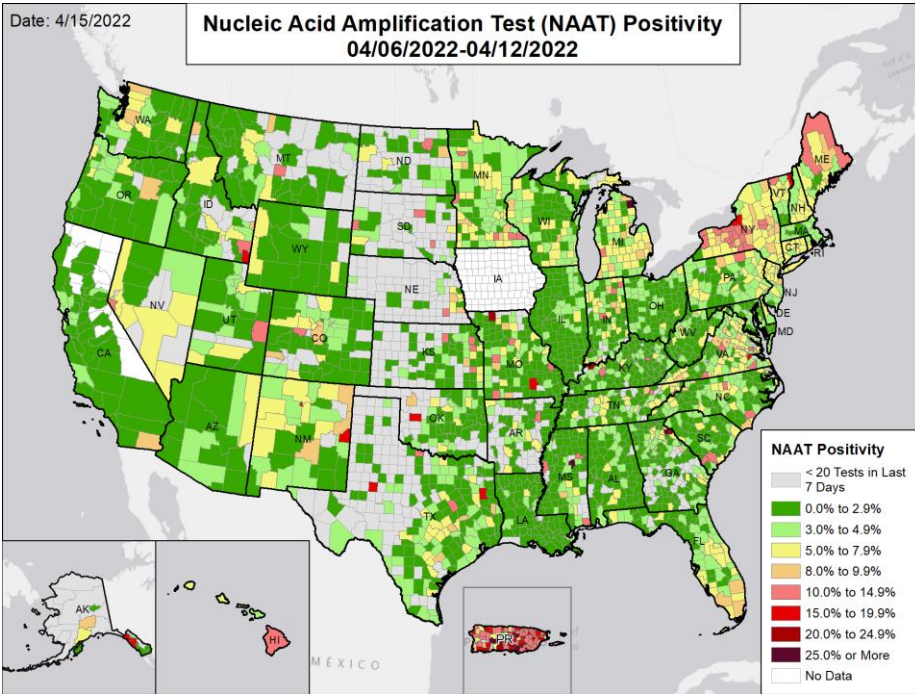 Date: 4/15/2022
Nucleic Acid Amplification Test (NAAT) Positivity
04/06/2022-04/12/2022
WA
MT
ND
MN
ME
OR
ID
SD
WI
VT
NH
WY
MI
NY
MA
CT
RI
NE
IA
PA
NJ
NV
UT
CO
IL
IN
OH
DE
MD
WV
CA
KS
MO
KY
VA
AZ
NM
OK
AR
TN
NC
SC
TX
LA
MS
AL
GA
FL
AK
HI
PR
MÉXICO
NAAT Positivity
< 20 Tests in Last
7 Days
0.0% to 2.9%
3.0% to 4.9%
5.0% to 7.9%
8.0% to 9.9%
10.0% to 14.9%
15.0% to 19.9%
20.0% to 24.9%
25.0% or More
No Data